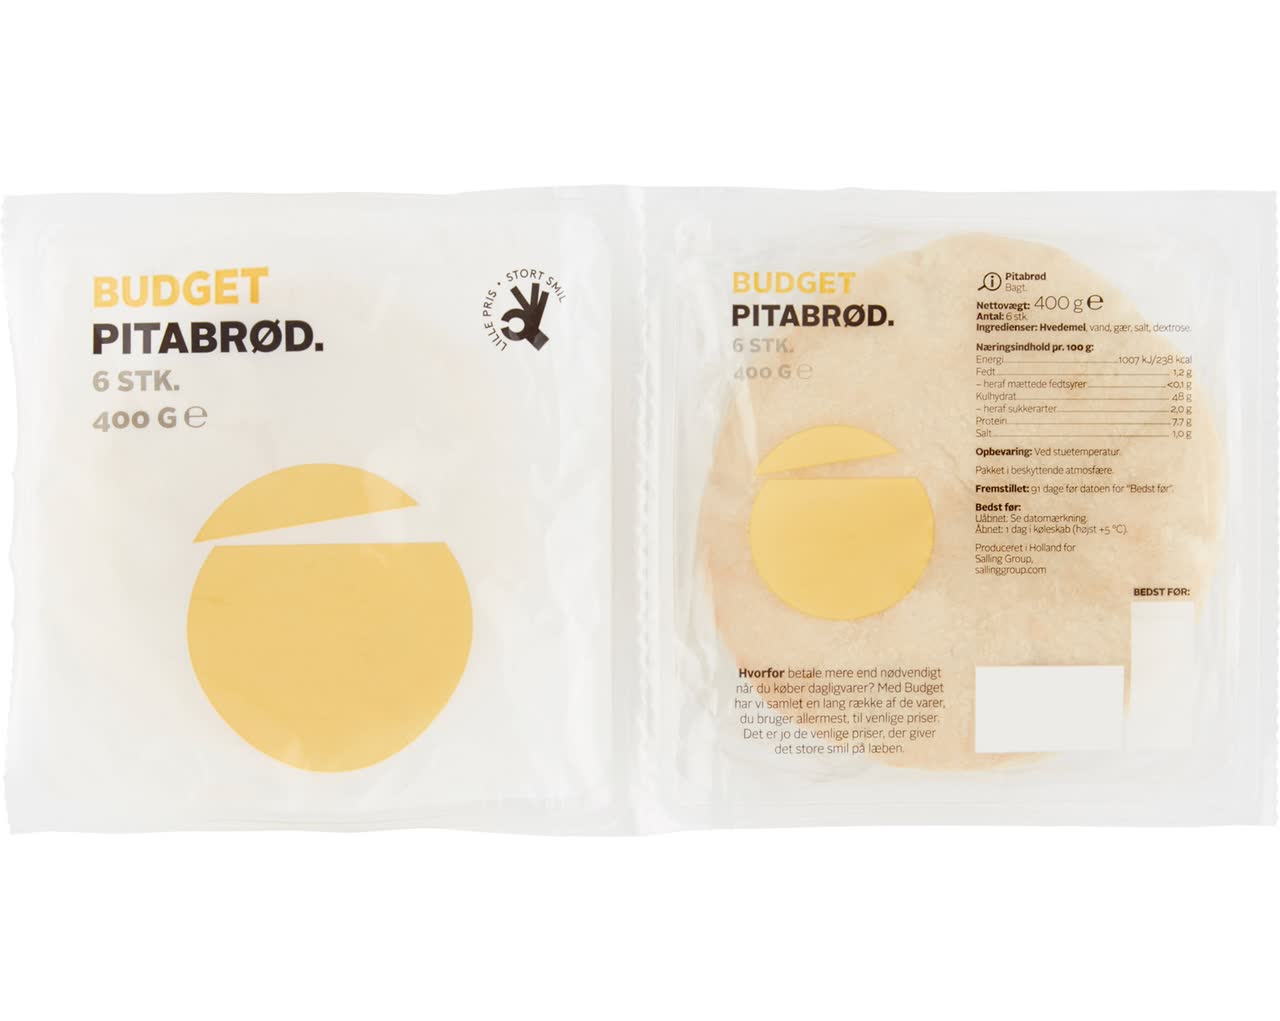 BUDGET
PITABRØD.
6 STK.
400 G ℮
LILLE PRIS • STORT SMIL
BUDGET
PITABRØD.
6 STK.
400 G ℮
Hvorfor betale mere end nødvendigt
når du køber dagligvarer? Med Budget
har vi samlet en lang række af de varer,
du bruger allermest, til venlige priser.
Det er jo de venlige priser, der giver
det store smil på læben.
Pitabrød
Bagt.
Nettovægt: 400 g ℮
Antal: 6 stk.
Ingredienser: Hvedemel, vand, gær, salt, dextrose.
Næringsindhold pr. 100 g:
Energi 1007 kJ/238 kcal
Fedt 1,2 g
– heraf mættede fedtsyrer <0,1 g
Kulhydrat 48 g
– heraf sukkerarter 2,0 g
Protein 7,7 g
Salt 1,0 g
Opbevaring: Ved stuetemperatur.
Pakket i beskyttende atmosfære.
Fremstillet: 91 dage før datoen for "Bedst før".
Bedst før:
Uåbnet: Se datomærkning.
Åbnet: 1 dag i køleskab (højst +5 °C).
Produceret i Holland for
Salling Group,
sallinggroup.com
BEDST FØR: